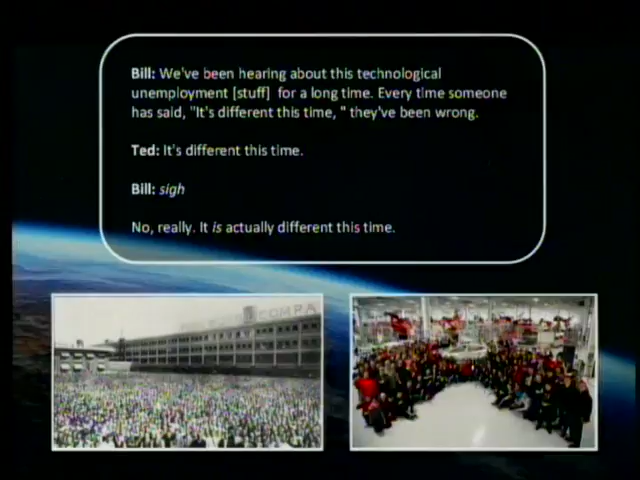 Bill: We've been hearing about this technological
unemployment [stuff] for a long time. Every time someone
has said, "It's different this time, " they've been wrong.
Ted: It's different this time.
Bill: sigh
No, really. It is actually different this time.